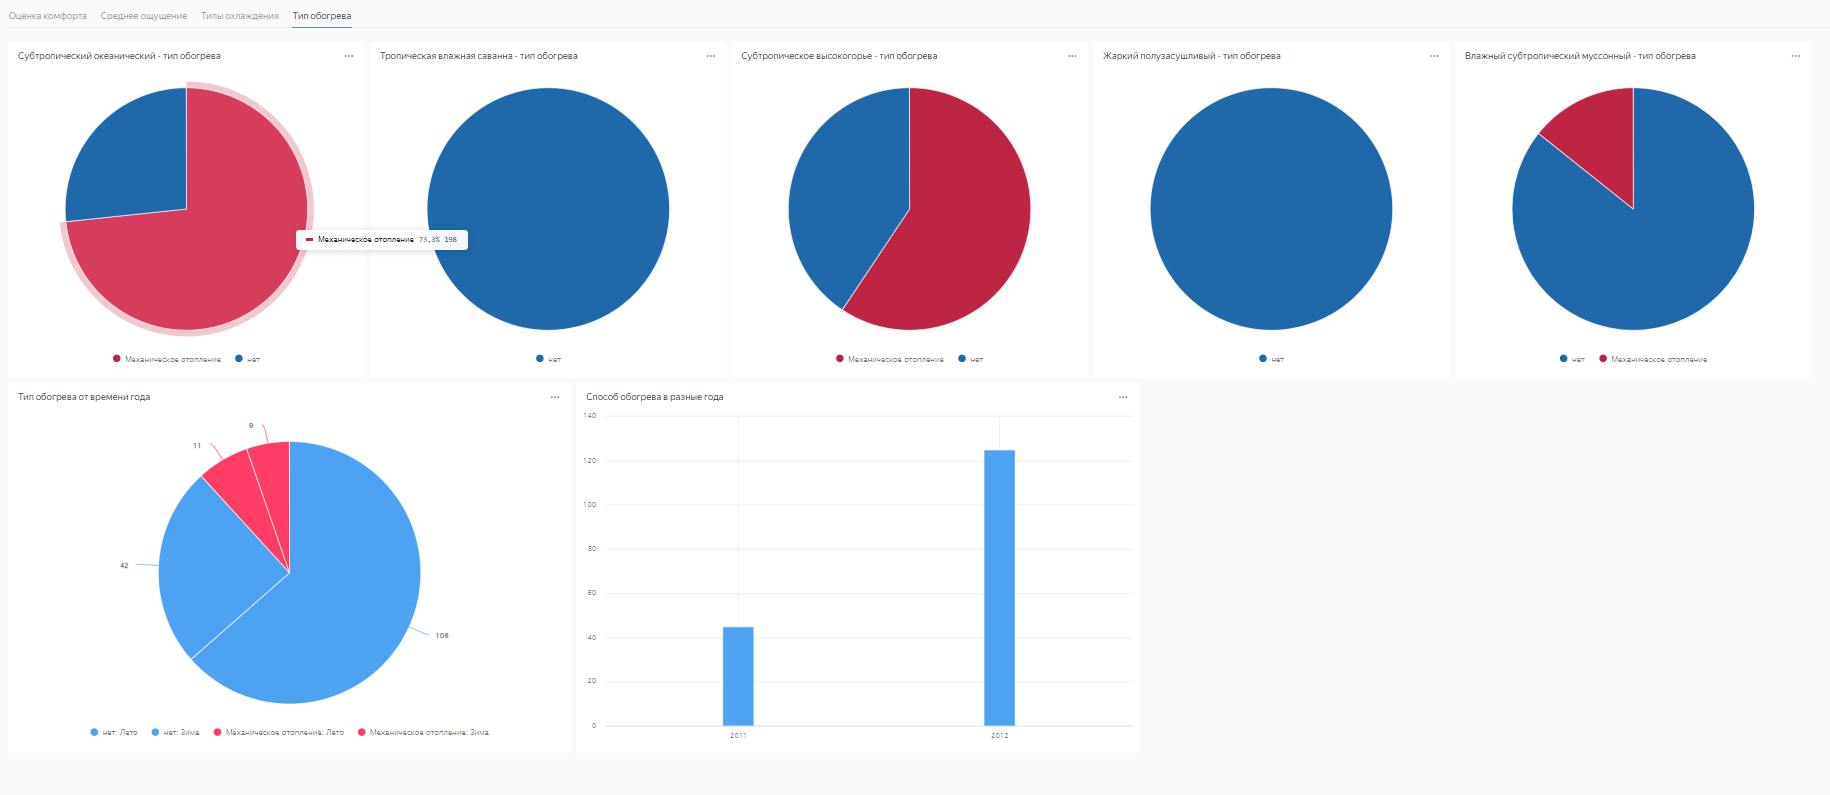 Оценка комфорта Среднее ощущение Типы охлаждения Тип обогрева
Субтропический океанический - тип обогрева
Механическое отопление 73,3% 198
Механическое отопление нет
Тропическая влажная саванна - тип обогрева
нет
Субтропическое высокогорье - тип обогрева
Механическое отопление нет
Жаркий полузасушливый - тип обогрева
нет
Влажный субтропический муссонный - тип обогрева
нет Механическое отопление
Тип обогрева от времени года
9
11
42
108
нет: Лето нет: Зима Механическое отопление: Лето Механическое отопление: Зима
Способ обогрева в разные года
140
120
100
80
60
40
20
0
2011 2012